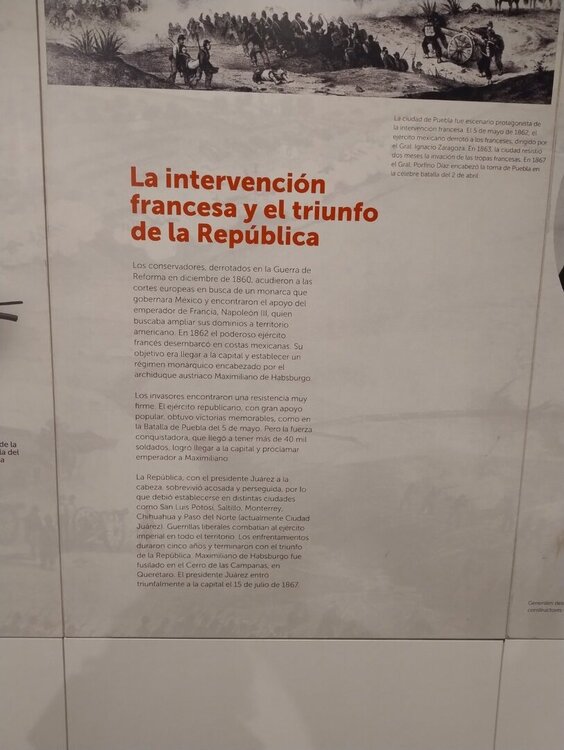 La ciudad de Puebla fue escenario protagonista de
la intervención francesa. El 5 de mayo de 1862, el
ejército mexicano derrotó a los franceses, dirigido por
el Gral. Ignacio Zaragoza. En 1863, la ciudad resistió
dos meses la invasión de las tropas francesas. En 1867
el Gral. Porfirio Díaz encabezó la toma de Puebla en
la célebre batalla del 2 de abril.
La intervención
francesa y el triunfo
de la República
Los conservadores, derrotados en la Guerra de
Reforma en diciembre de 1860, acudieron a las
cortes europeas en busca de un monarca que
gobernara México y encontraron el apoyo del
emperador de Francia, Napoleón III, quien
buscaba ampliar sus dominios a territorio
americano. En 1862 el poderoso ejército
francés desembarcó en costas mexicanas. Su
objetivo era llegar a la capital y establecer un
régimen monárquico encabezado por el
archiduque austriaco Maximiliano de Habsburgo.
Los invasores encontraron una resistencia muy
firme. El ejército republicano, con gran apoyo
popular, obtuvo victorias memorables, como en
la Batalla de Puebla del 5 de mayo. Pero la fuerza
conquistadora, que llegó a tener más de 40 mil
soldados, logró llegar a la capital y proclamar
emperador a Maximiliano.
La República, con el presidente Juárez a la
cabeza, sobrevivió acosada y perseguida, por lo
que debió establecerse en distintas ciudades
como San Luis Potosí, Saltillo, Monterrey,
Chihuahua y Paso del Norte (actualmente Ciudad
Juárez). Guerrillas liberales combatían al ejército
imperial en todo el territorio. Los enfrentamientos
duraron cinco años y terminaron con el triunfo
de la República. Maximiliano de Habsburgo fue
fusilado en el Cerro de las Campanas, en
Querétaro. El presidente Juárez entró
triunfalmente a la capital el 15 de julio de 1867.
de la
la del
a
Generales
constructores